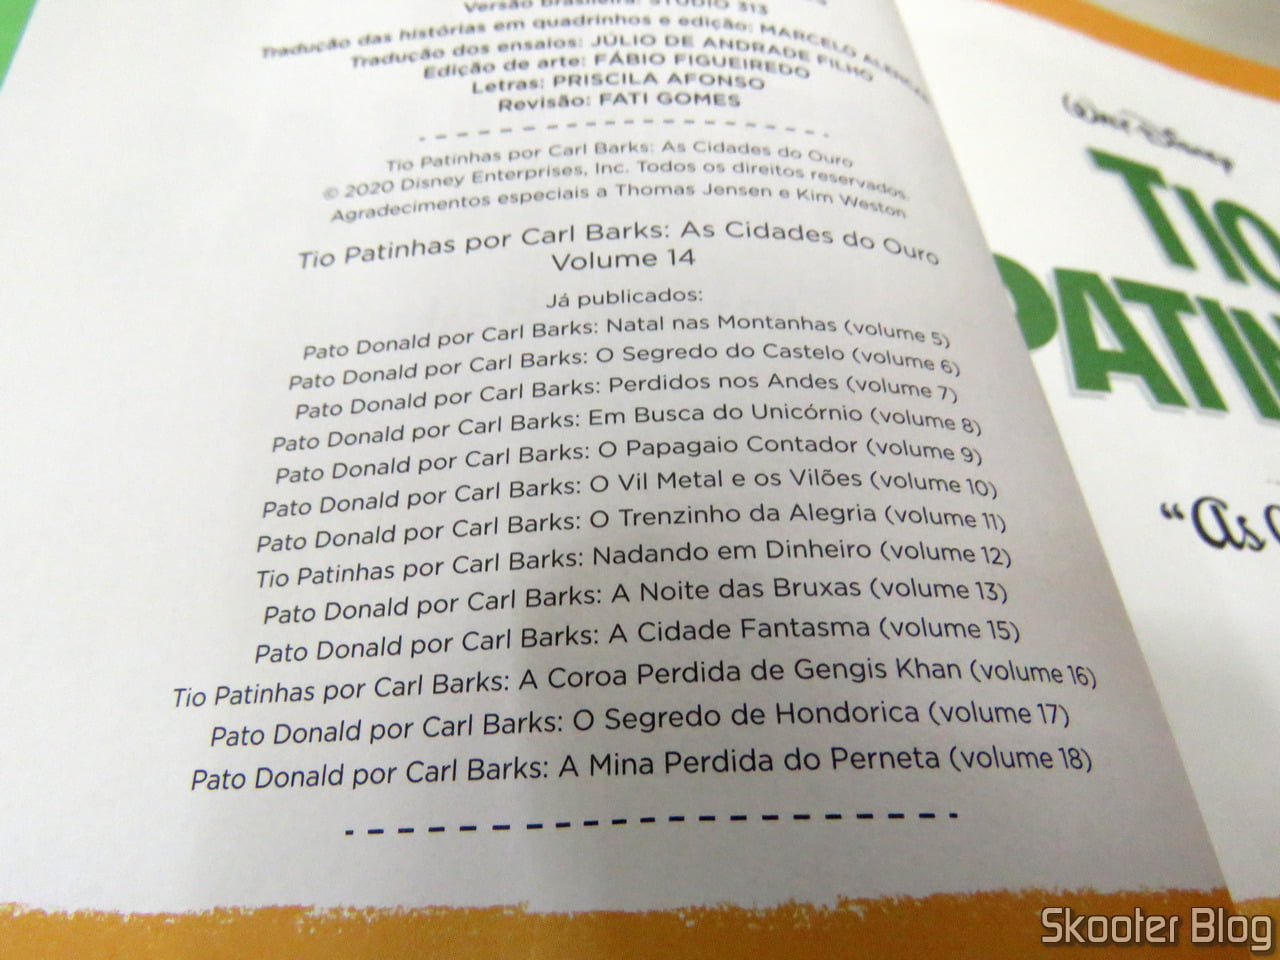 Versão Brasileira: STUDIO 313
Tradução das histórias em quadrinhos e edição: MARCELO ALENCAR
Tradução dos ensaios: JÚLIO DE ANDRADE FILHO
Edição de arte: FÁBIO FIGUEIREDO
Letras: PRISCILA AFONSO
Revisão: FATI GOMES
Tio Patinhas por Carl Barks: As Cidades do Ouro
© 2020 Disney Enterprises, Inc. Todos os direitos reservados.
Agradecimentos especiais a Thomas Jensen e Kim Weston
Tio Patinhas por Carl Barks: As Cidades do Ouro
Volume 14
Já publicados:
Pato Donald por Carl Barks: Natal nas Montanhas (volume 5)
Pato Donald por Carl Barks: O Segredo do Castelo (volume 6)
Pato Donald por Carl Barks: Perdidos nos Andes (volume 7)
Pato Donald por Carl Barks: Em Busca do Unicórnio (volume 8)
Pato Donald por Carl Barks: O Papagaio Contador (volume 9)
Pato Donald por Carl Barks: O Vil Metal e os Vilões (volume 10)
Pato Donald por Carl Barks: O Trenzinho da Alegria (volume 11)
Tio Patinhas por Carl Barks: Nadando em Dinheiro (volume 12)
Pato Donald por Carl Barks: A Noite das Bruxas (volume 13)
Pato Donald por Carl Barks: A Cidade Fantasma (volume 15)
Tio Patinhas por Carl Barks: A Coroa Perdida de Gengis Khan (volume 16)
Pato Donald por Carl Barks: O Segredo de Hondorica (volume 17)
Pato Donald por Carl Barks: A Mina Perdida do Perneta (volume 18)
Walt Disney
TIO
PATIN
“As
Skooter Blog